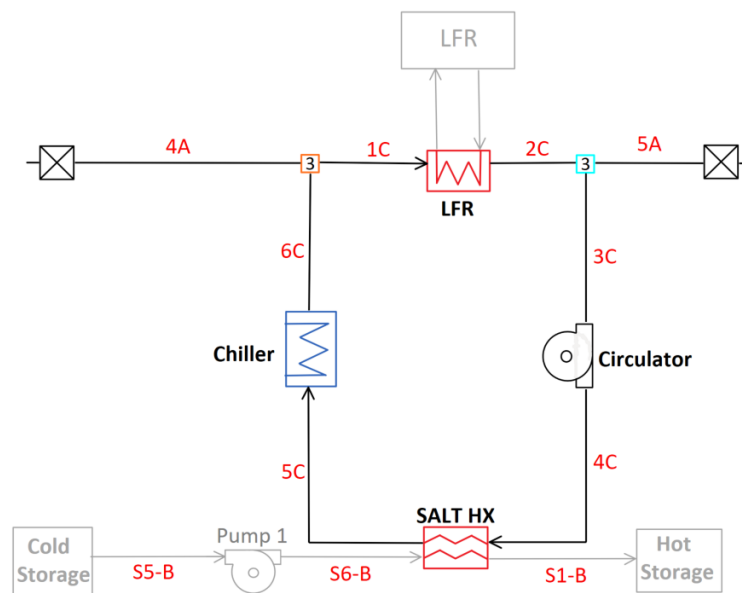 LFR
4A
3
1C
LFR
2C
3
5A
6C
3C
Chiller
Circulator
5C
4C
SALT HX
Cold
Storage
S5-B
Pump 1
S6-B
S1-B
Hot
Storage